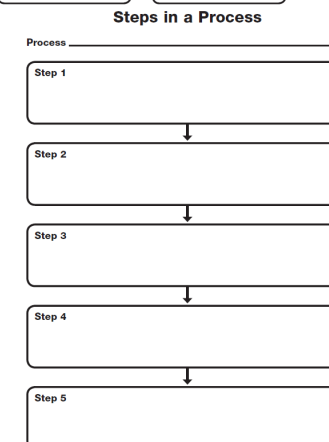 Steps in a Process
Process
Step 1
Step 2
Step 3
Step 4
Step 5